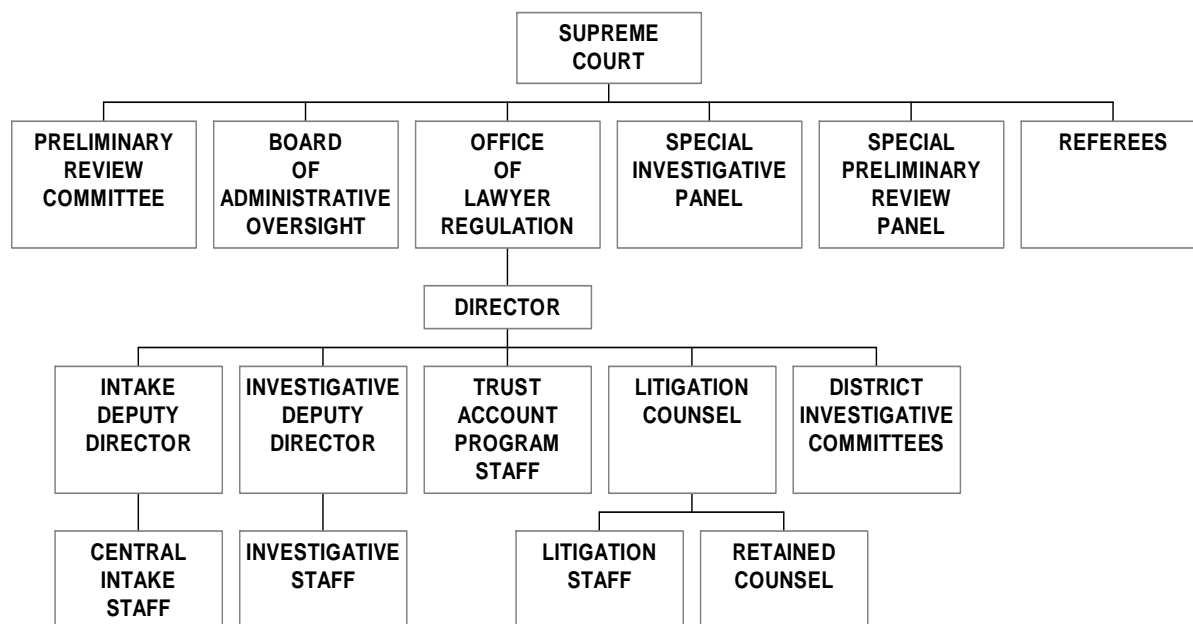 SUPREME
COURT
PRELIMINARY
REVIEW
COMMITTEE
BOARD
OF
ADMINISTRATIVE
OVERSIGHT
OFFICE
OF
LAWYER
REGULATION
SPECIAL
INVESTIGATIVE
PANEL
SPECIAL
PRELIMINARY
REVIEW
PANEL
REFEREES
DIRECTOR
INTAKE
DEPUTY
DIRECTOR
INVESTIGATIVE
DEPUTY
DIRECTOR
TRUST
ACCOUNT
PROGRAM
STAFF
LITIGATION
COUNSEL
DISTRICT
INVESTIGATIVE
COMMITTEES
CENTRAL
INTAKE
STAFF
INVESTIGATIVE
STAFF
LITIGATION
STAFF
RETAINED
COUNSEL